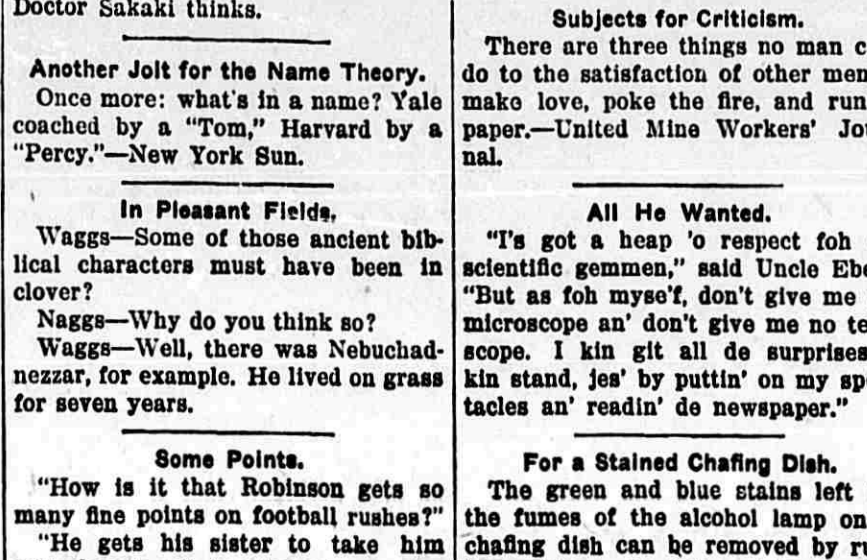 Doctor Sakaki thinks.
Another Jolt for the Name Theory.
Once more: what's in a name? Yale
coached by a "Tom," Harvard by a
"Percy."—New York Sun.
In Pleasant Fields.
Waggs—Some of those ancient bib-
lical characters must have been in
clover?
Naggs—Why do you think so?
Waggs—Well, there was Nebuchad-
nezzar, for example. He lived on grass
for seven years.
Some Points.
"How is it that Robinson gets so
many fine points on football rushes?"
"He gets his sister to take him
Subjects for Criticism.
There are three things no man
do to the satisfaction of other
make love, poke the fire, and run
paper.—United Mine Workers'
nal.
All He Wanted.
"I's got a heap 'o respect foh
scientific gemmen," said Uncle
"But as foh myse'f, don't give me
microscope an' don't give me no
scope. I kin git all de surprises
kin stand, jes' by puttin' on my
tacles an' readin' de newspaper."
For a Stained Chafing Dish.
The green and blue stains left
the fumes of the alcohol lamp on
chafing dish can be removed by